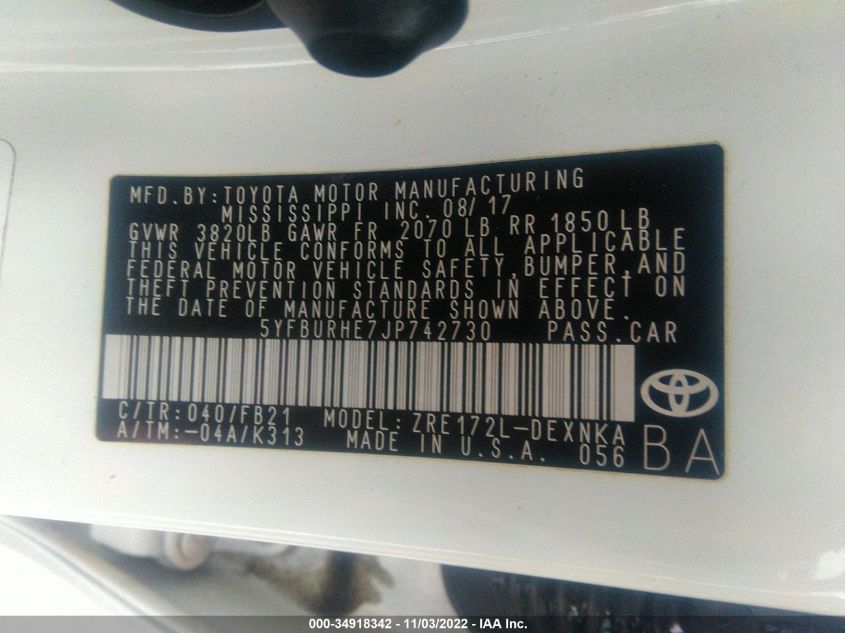 MFD.BY:TOYOTA MOTOR MANUFACTURING
MISSISSIPPI INC. 08/17
GVWR 3820LB GAWR FR 2070 LB RR 1850LB
THIS VEHICLE CONFORMS TO ALL APPLICABLE
FEDERAL MOTOR VEHICLE SAFETY,BUMPER,AND
THEFT PREVENTION STANDARDS IN EFFECT ON
THE DATE OF MANUFACTURE SHOWN ABOVE.
5YFBURHE7JP742730 PASS.CAR
C/TR:040/FB21 MODEL:ZRE172L-DEXNKA
A/TM:-04A/K313 MADE IN U.S.A. 056
BA
000-34918342 - 11/03/2022 - IAA Inc.